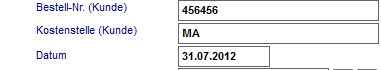 Bestell-Nr. (Kunde) 456456
Kostenstelle (Kunde) MA
Datum 31.07.2012